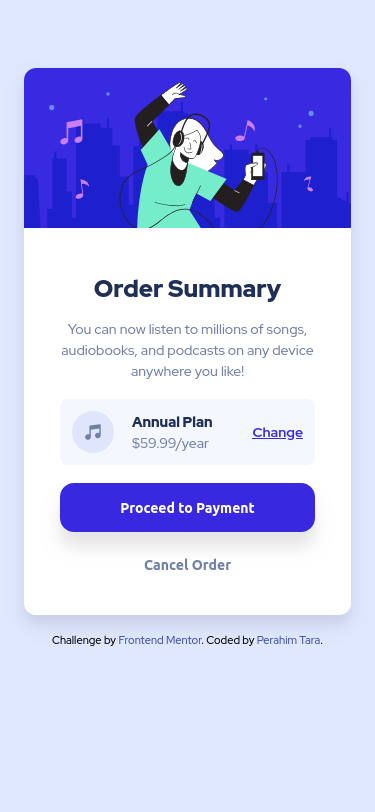 Order Summary
You can now listen to millions of songs,
audiobooks, and podcasts on any device
anywhere you like!
Annual Plan
$59.99/year
Change
Proceed to Payment
Cancel Order
Challenge by Frontend Mentor. Coded by Perahim Tara.